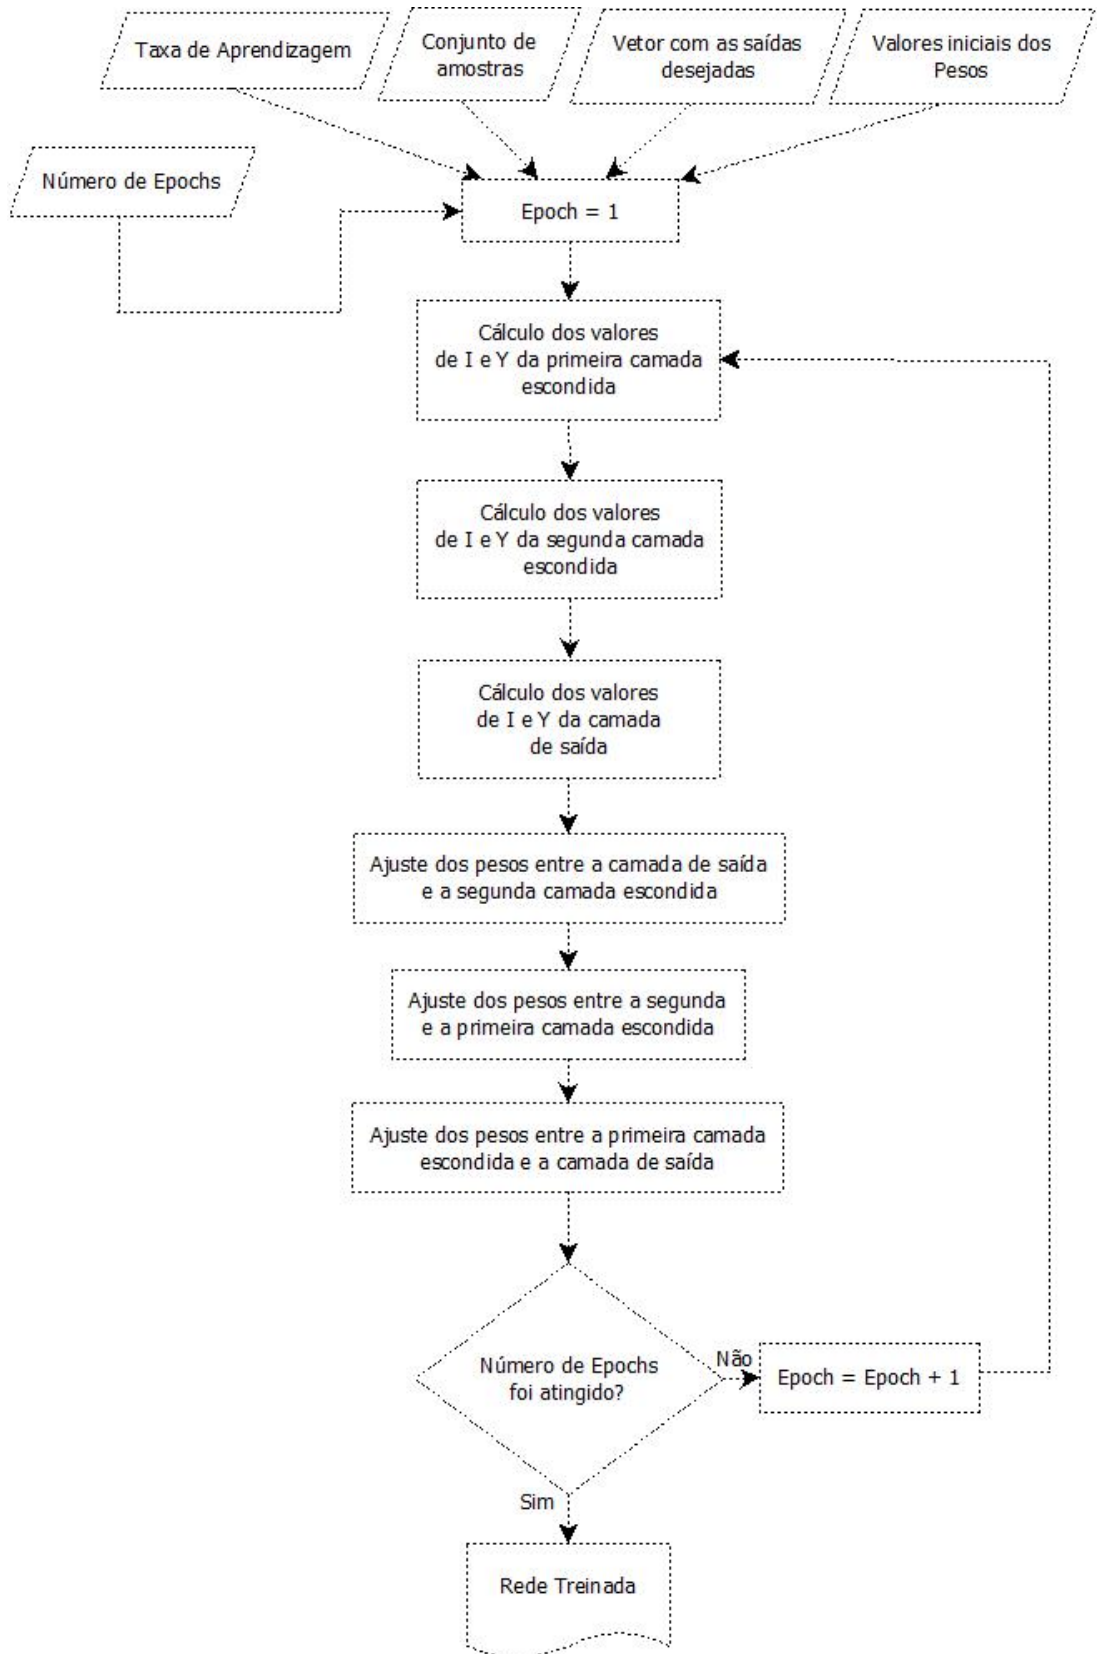 Taxa de Aprendizagem
Conjunto de
amostras
Vetor com as saídas
desejadas
Valores iniciais dos
Pesos
Número de Epochs
Epoch = 1
Cálculo dos valores
de I e Y da primeira camada
escondida
Cálculo dos valores
de I e Y da segunda camada
escondida
Cálculo dos valores
de I e Y da camada
de saída
Ajuste dos pesos entre a camada de saída
e a segunda camada escondida
Ajuste dos pesos entre a segunda
e a primeira camada escondida
Ajuste dos pesos entre a primeira camada
escondida e a camada de saída
Número de Epochs
foi atingido?
Não
Epoch = Epoch + 1
Sim
Rede Treinada